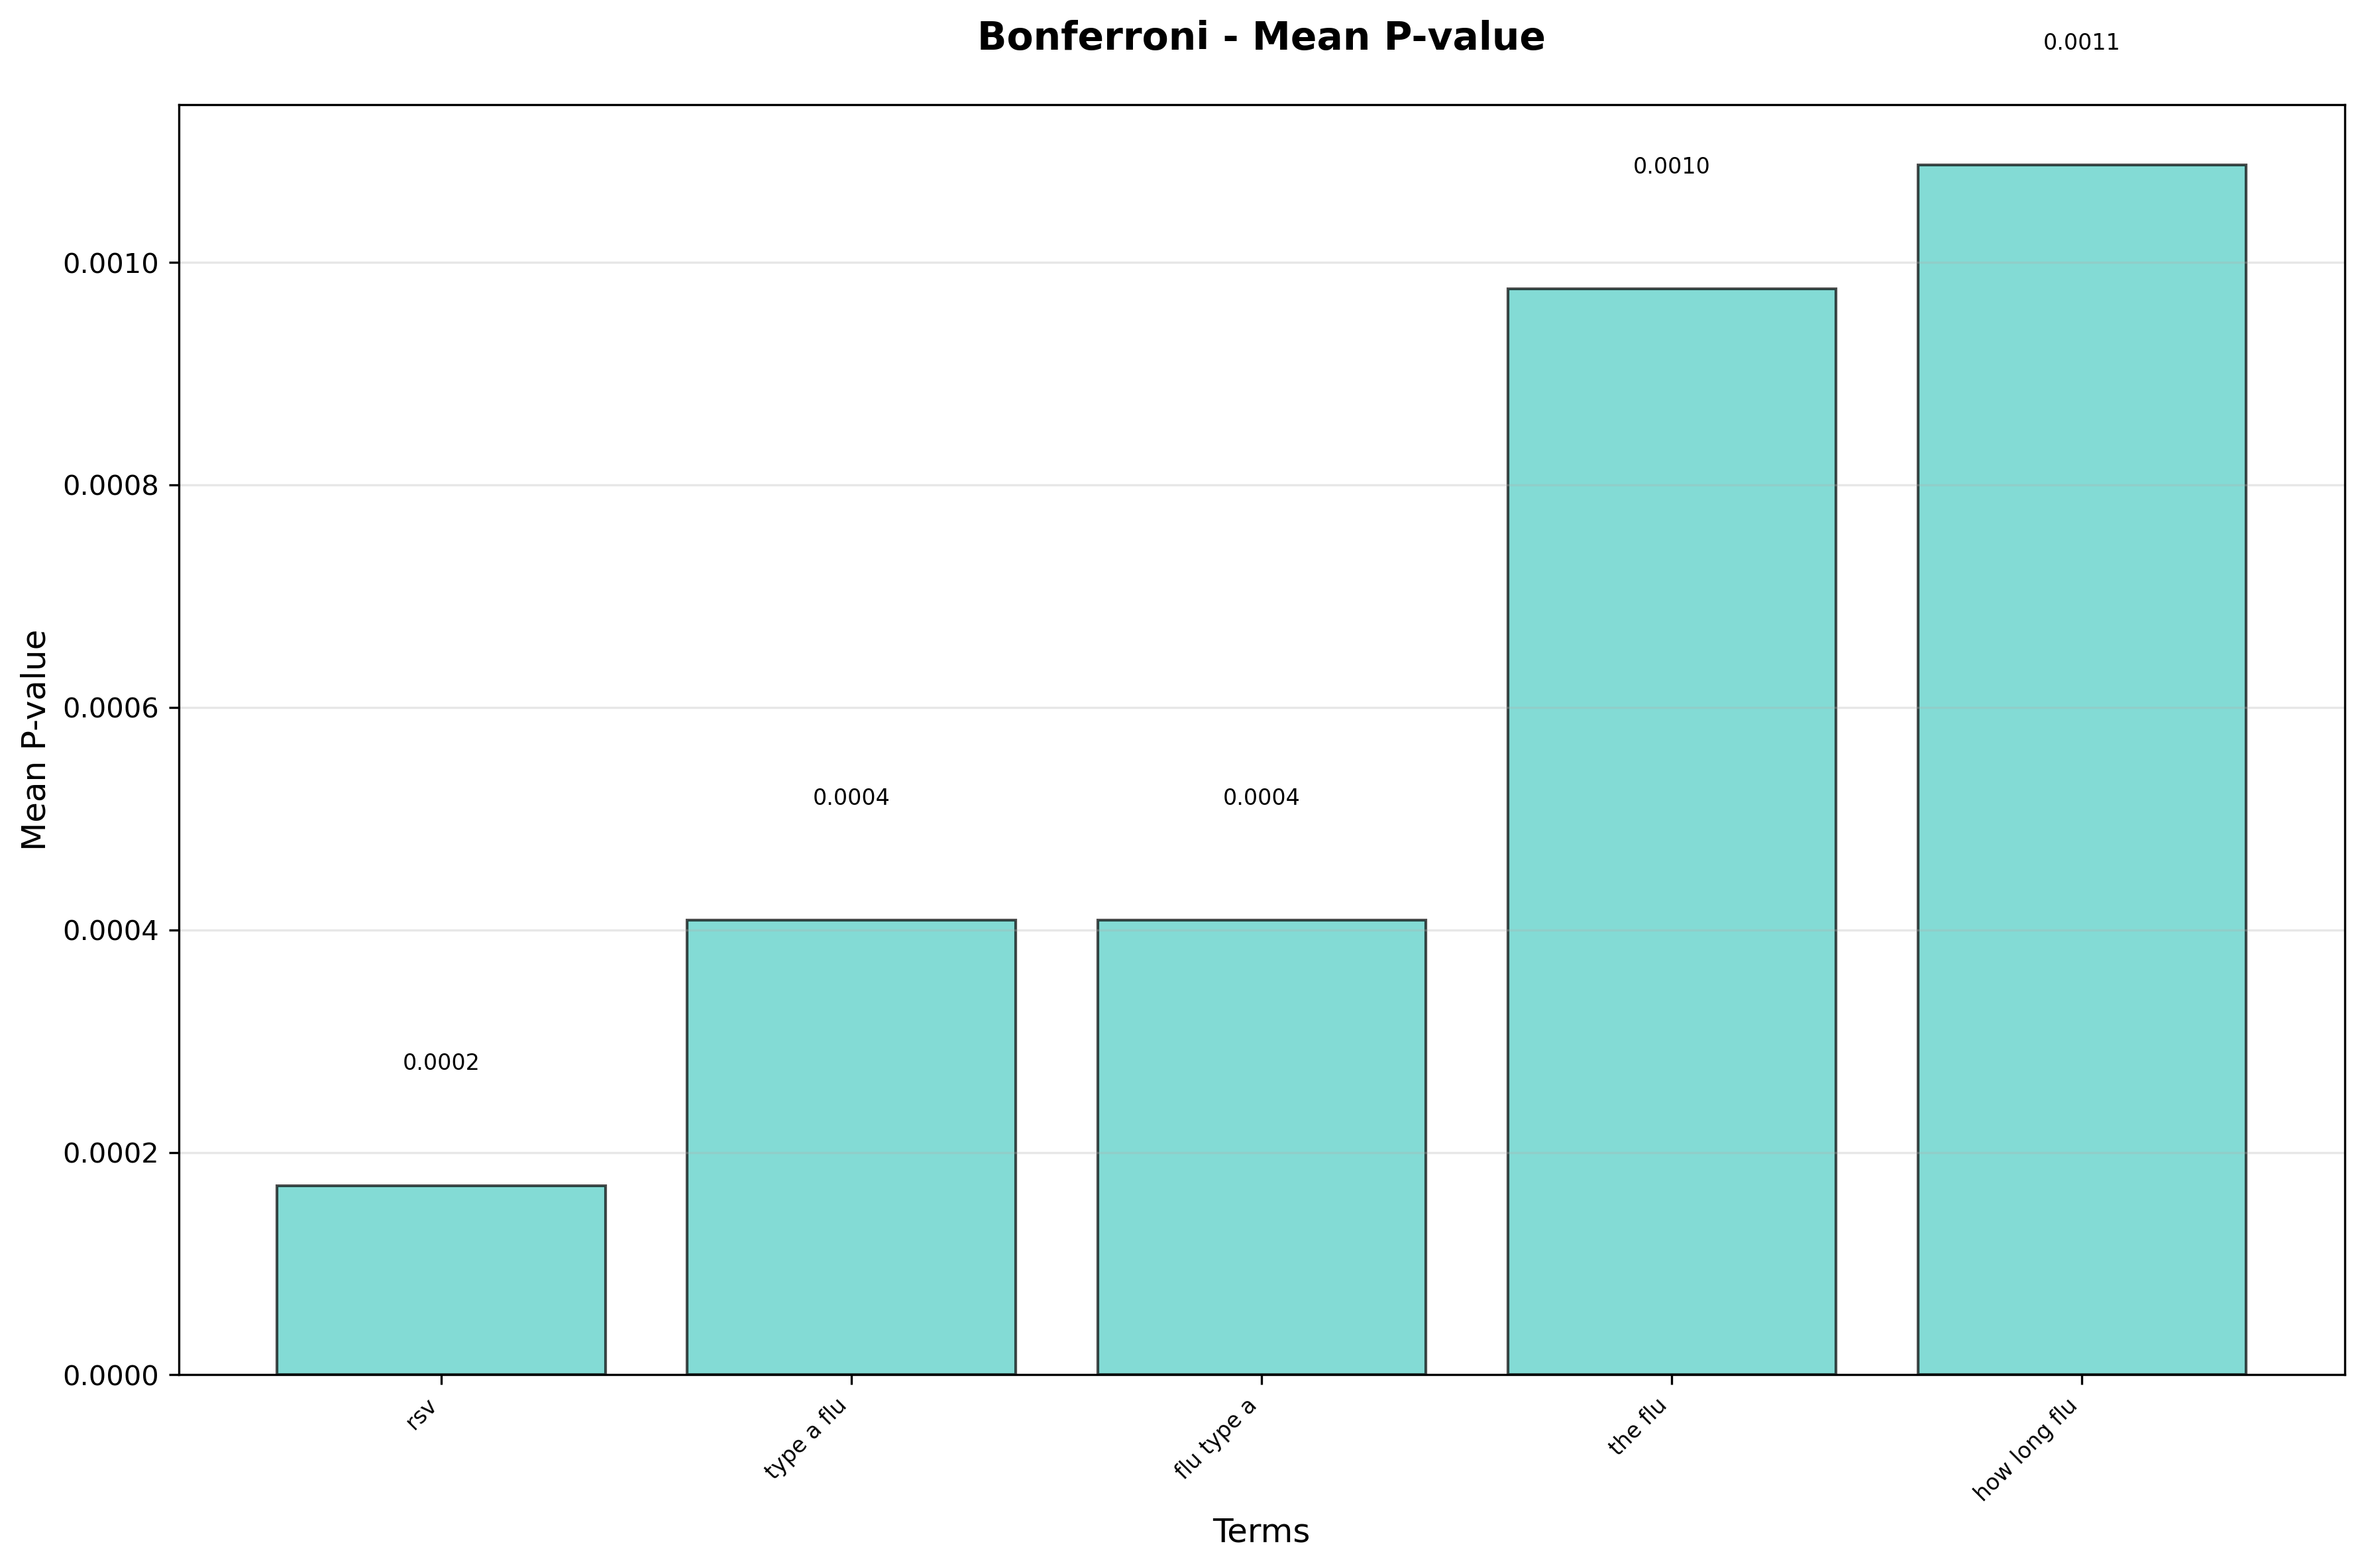 Bonferroni - Mean P-value
0.0011
0.0010
0.0010
0.0008
0.0006
0.0004
0.0004
0.0004
0.0002
0.0002
0.0000
Mean P-value
rsv
type a flu
flu type a
the flu
how long flu
Terms